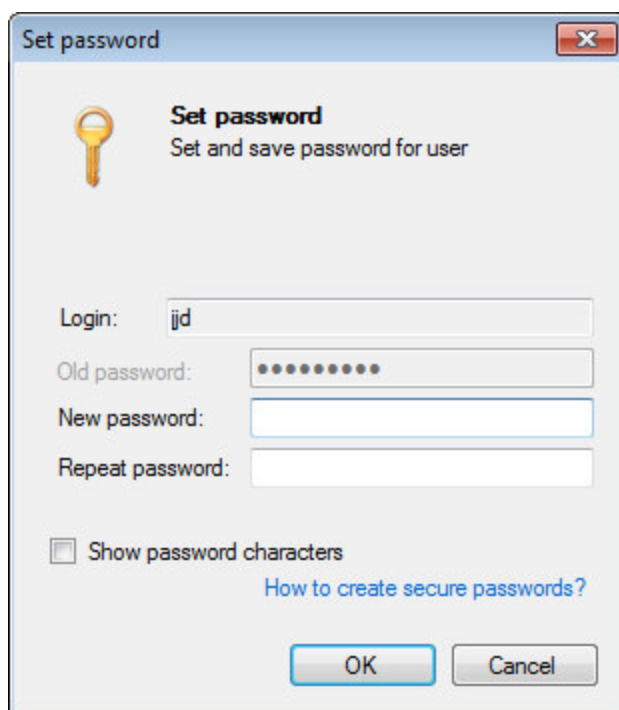 Set password
Set password
Set and save password for user
Login: jjd
Old password: •••••••••
New password:
Repeat password:
Show password characters
How to create secure passwords?
OK Cancel